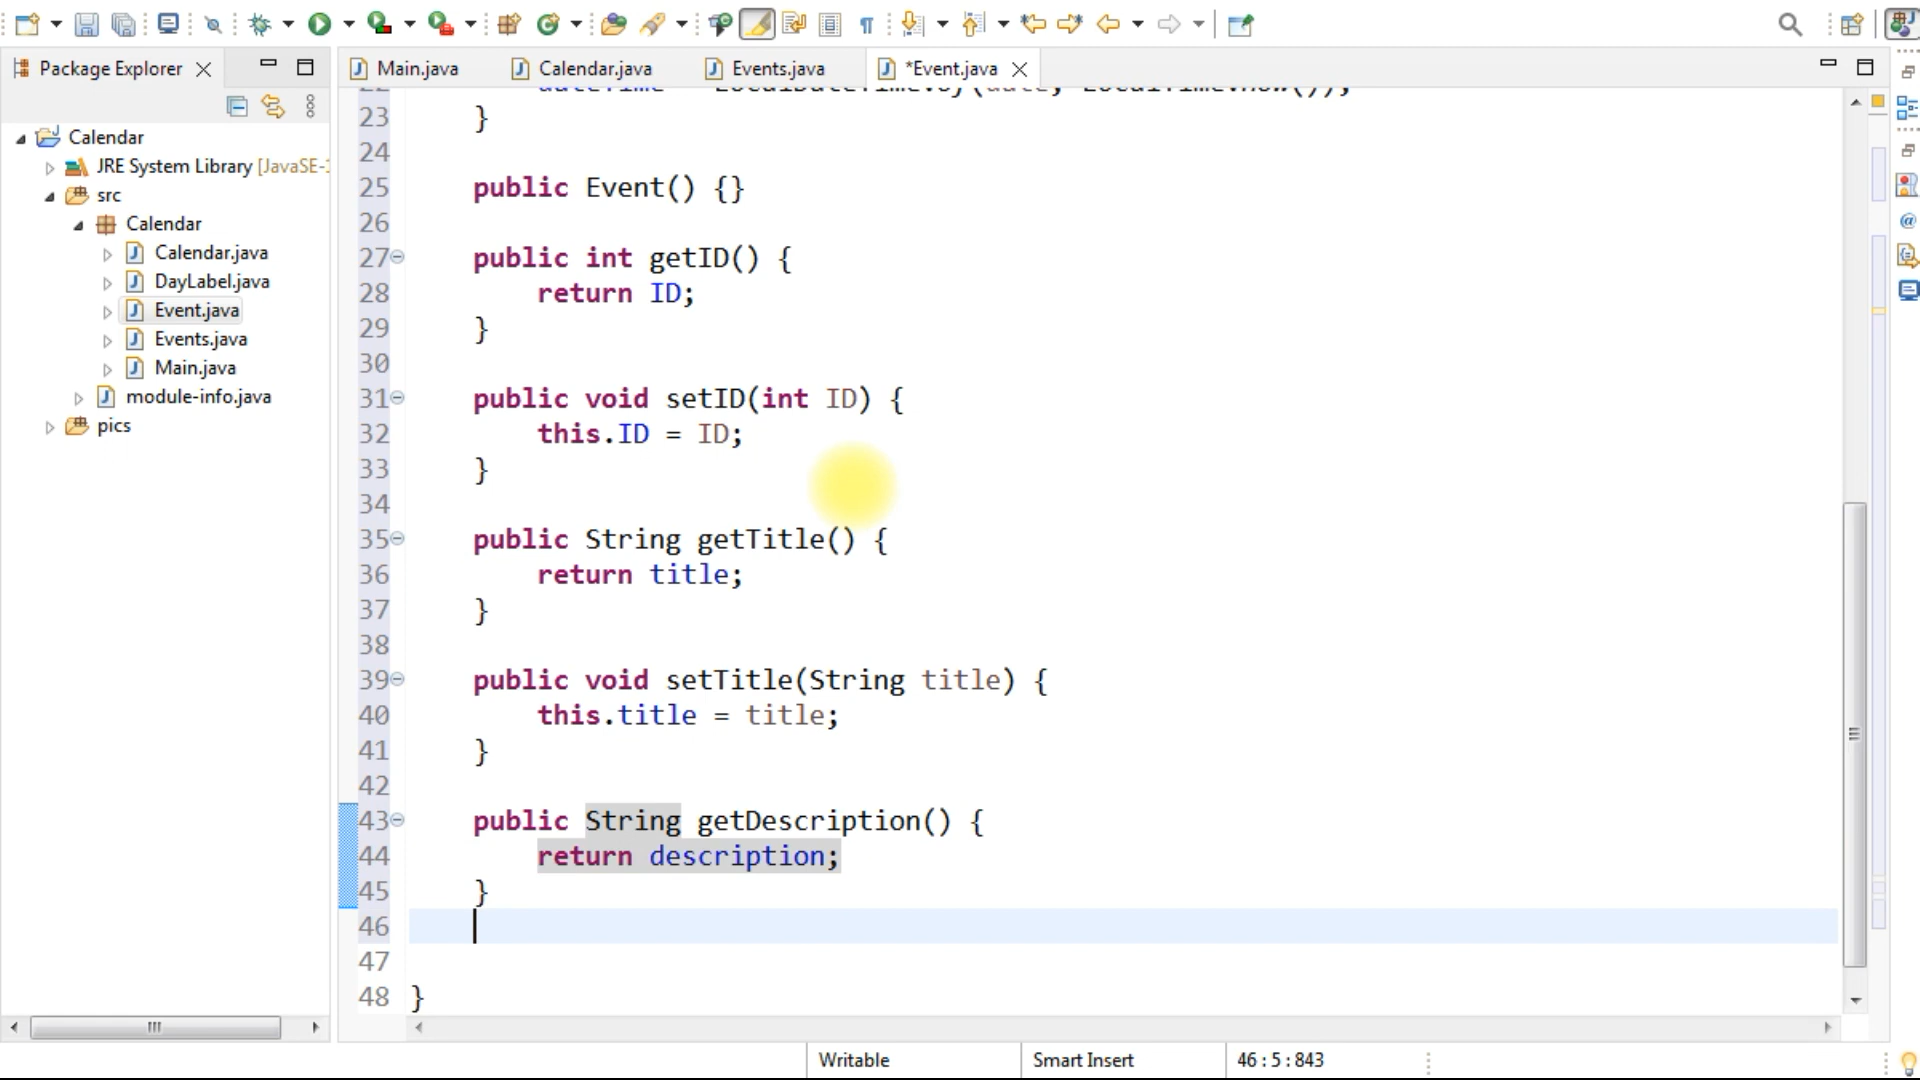 Package Explorer
Main.java
Calendar.java
Events.java
*Event.java
Calendar
JRE System Library [JavaSE-1
src
Calendar
Calendar.java
DayLabel.java
Event.java
Events.java
Main.java
module-info.java
pics
23 }
24
25 public Event() {}
26
27 public int getID() {
28 return ID;
29 }
30
31 public void setID(int ID) {
32 this.ID = ID;
33 }
34
35 public String getTitle() {
36 return title;
37 }
38
39 public void setTitle(String title) {
40 this.title = title;
41 }
42
43 public String getDescription() {
44 return description;
45 }
46
47
48 }
Writable
Smart Insert
46 : 5 : 843